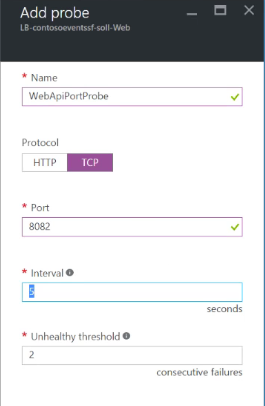 Add probe
LB-contosoeventssf-soll-Web
* Name
WebApiPortProbe
Protocol
HTTP TCP
* Port
8082
* Interval
5
seconds
* Unhealthy threshold
2
consecutive failures